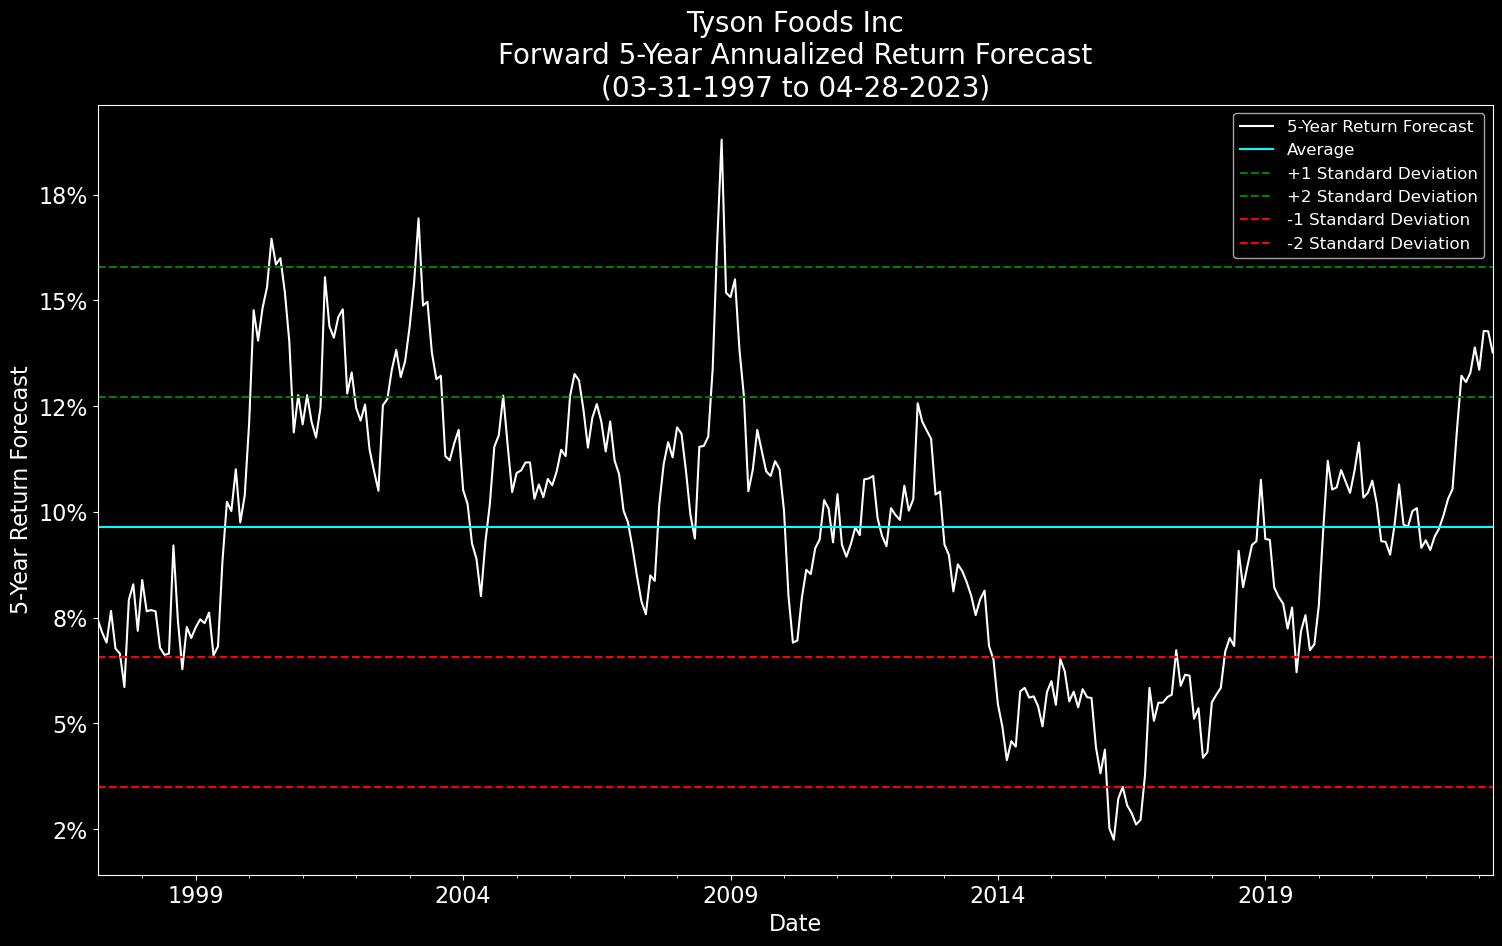 Tyson Foods Inc
Forward 5-Year Annualized Return Forecast
(03-31-1997 to 04-28-2023)
5-Year Return Forecast
Average
+1 Standard Deviation
+2 Standard Deviation
-1 Standard Deviation
-2 Standard Deviation
18%
15%
12%
10%
8%
5%
2%
5-Year Return Forecast
1999
2004
2009
2014
2019
Date